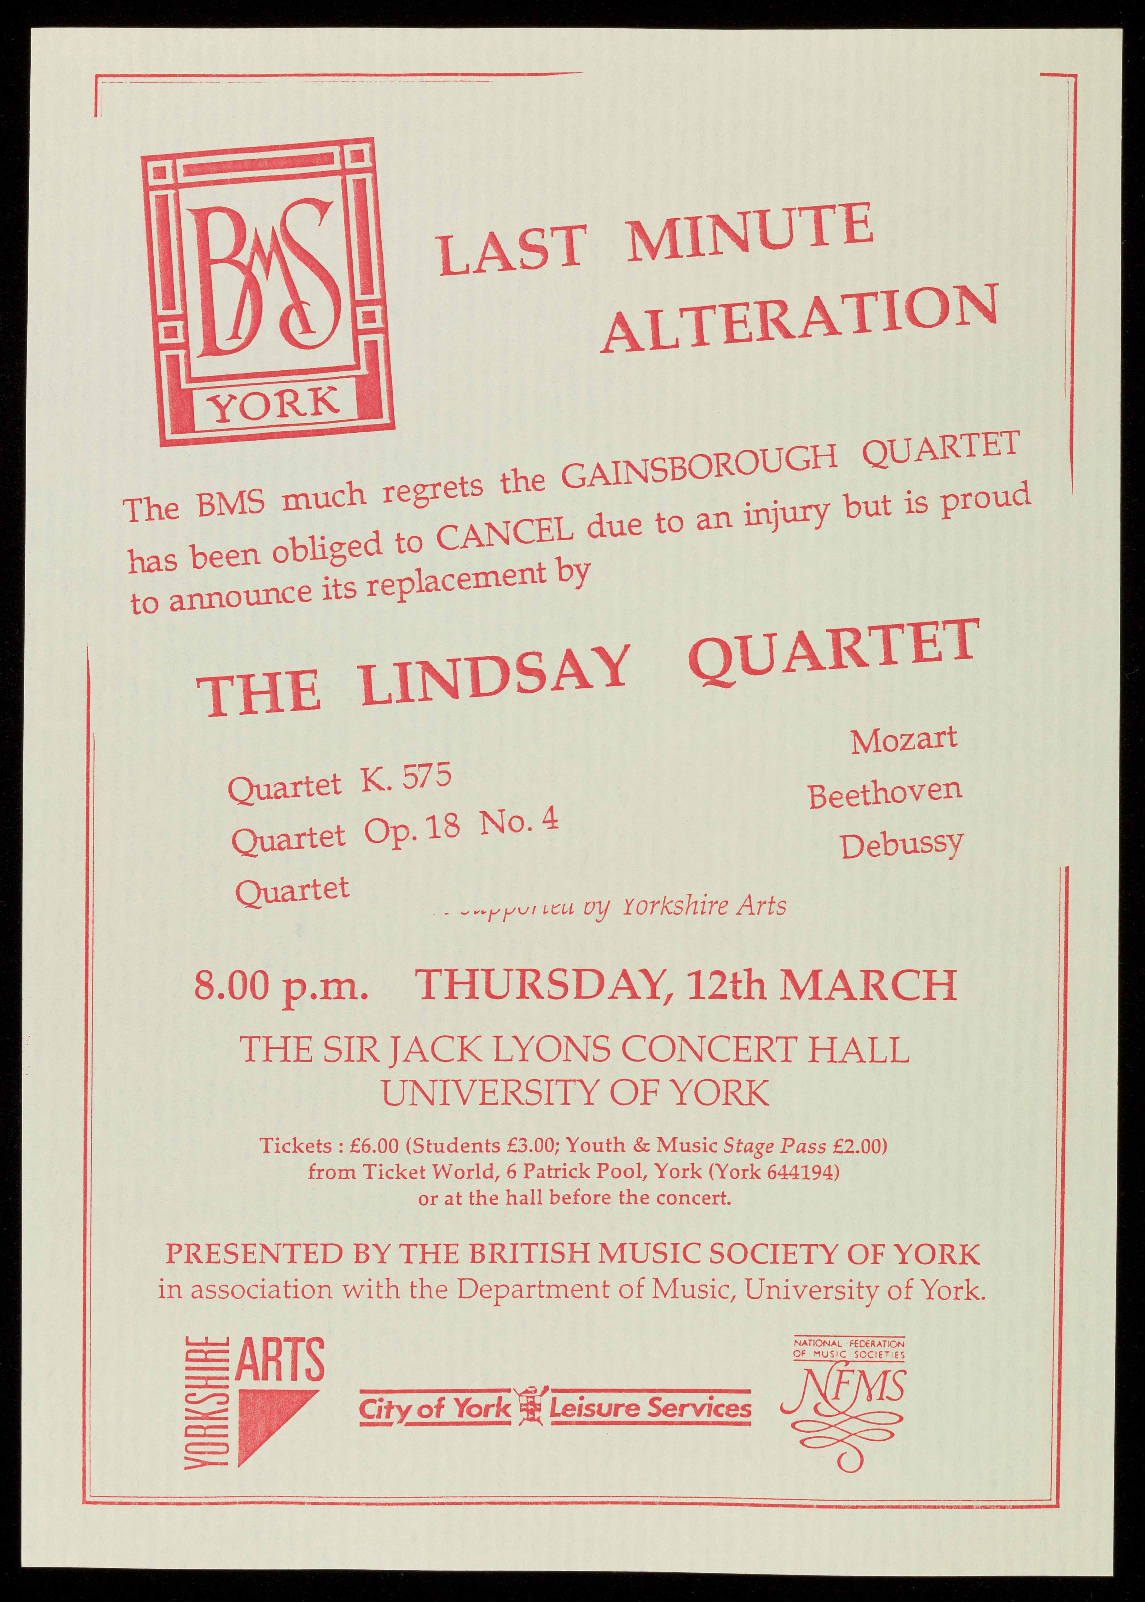 BMS
YORK
LAST MINUTE
ALTERATION
The BMS much regrets the GAINSBOROUGH QUARTET
has been obliged to CANCEL due to an injury but is proud
to announce its replacement by
THE LINDSAY QUARTET
Quartet K. 575 Mozart
Quartet Op. 18 No. 4 Beethoven
Quartet Debussy
supported by Yorkshire Arts
8.00 p.m. THURSDAY, 12th MARCH
THE SIR JACK LYONS CONCERT HALL
UNIVERSITY OF YORK
Tickets : £6.00 (Students £3.00; Youth & Music Stage Pass £2.00)
from Ticket World, 6 Patrick Pool, York (York 644194)
or at the hall before the concert.
PRESENTED BY THE BRITISH MUSIC SOCIETY OF YORK
in association with the Department of Music, University of York.
YORKSHIRE ARTS
City of York Leisure Services
NATIONAL FEDERATION
OF MUSIC SOCIETIES
NFMS